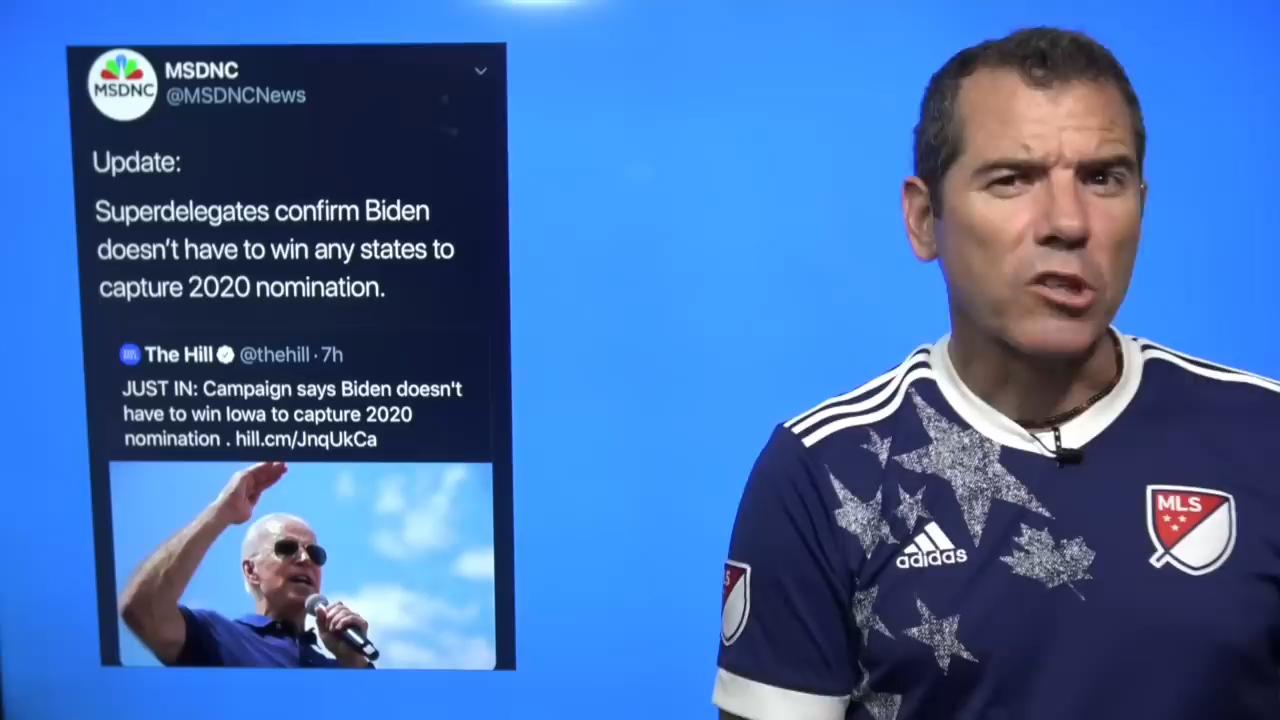 MSDNC
MSDNC
@MSDNCNews
Update:
Superdelegates confirm Biden
doesn't have to win any states to
capture 2020 nomination.
The Hill @thehill · 7h
JUST IN: Campaign says Biden doesn't
have to win Iowa to capture 2020
nomination . hill.cm/JnqUkCa
adidas
MLS